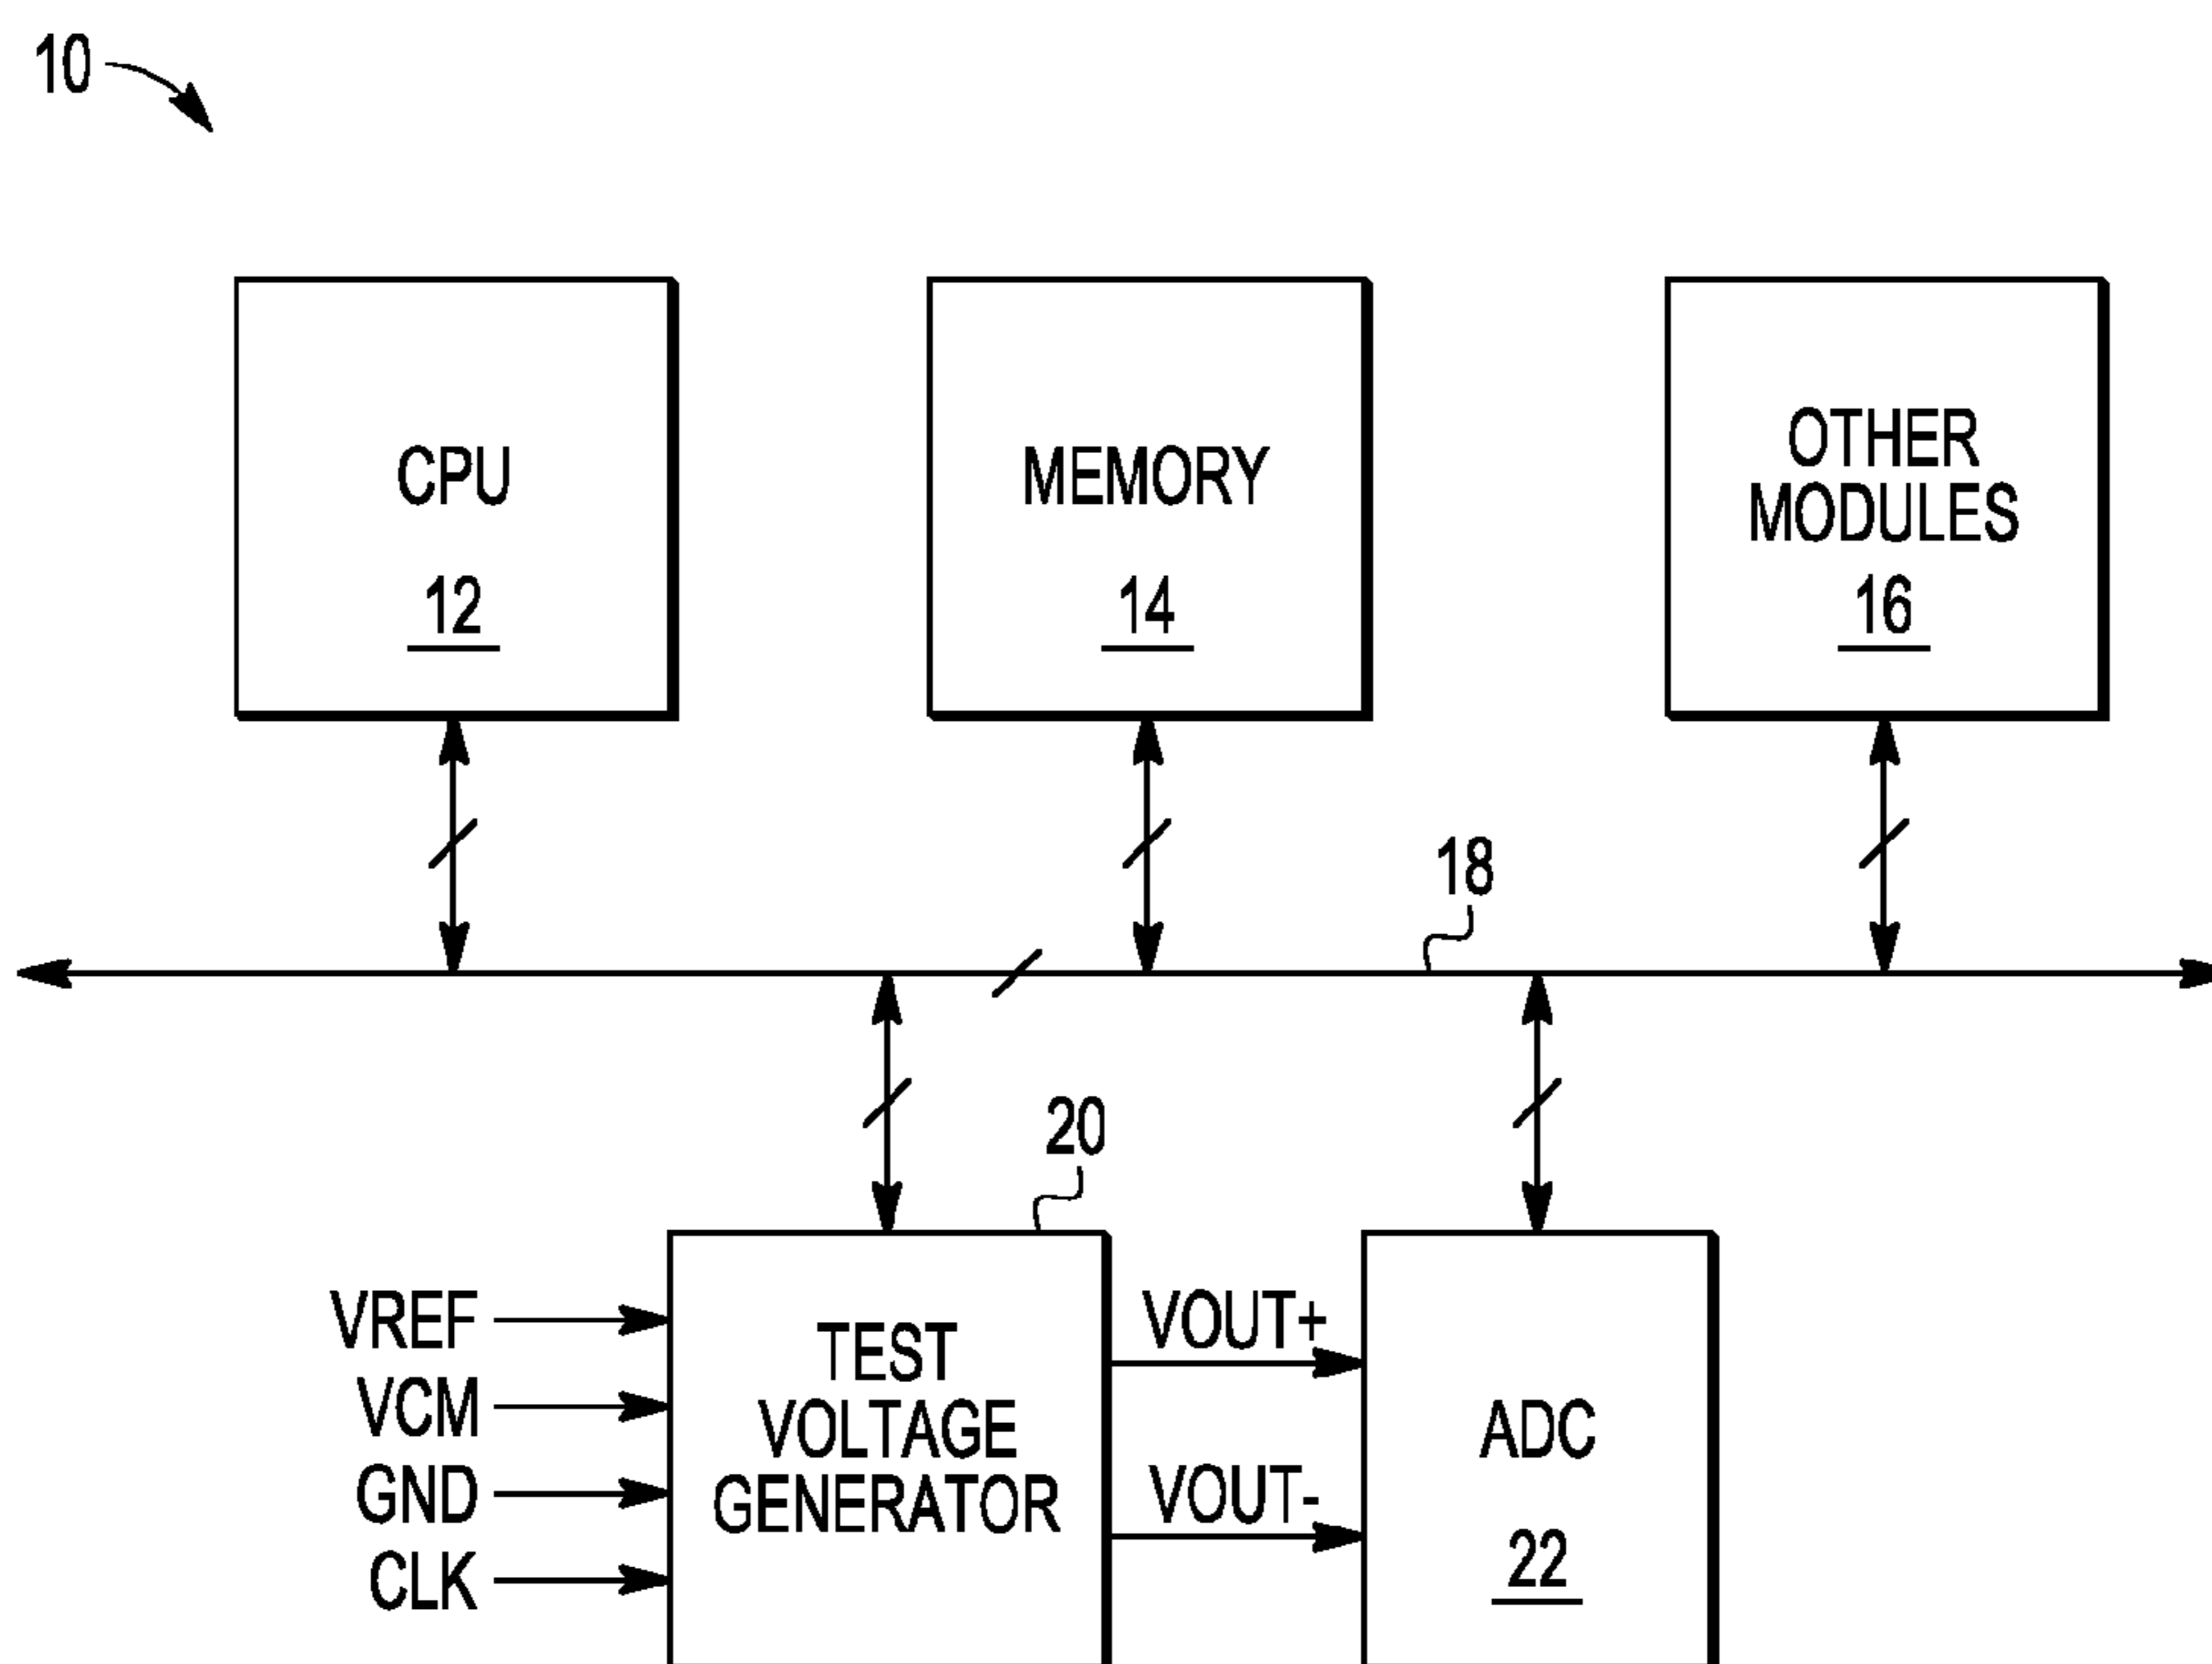 10
CPU
12
MEMORY
14
OTHER
MODULES
16
18
20
VREF
VCM
GND
CLK
TEST
VOLTAGE
GENERATOR
VOUT+
VOUT-
ADC
22